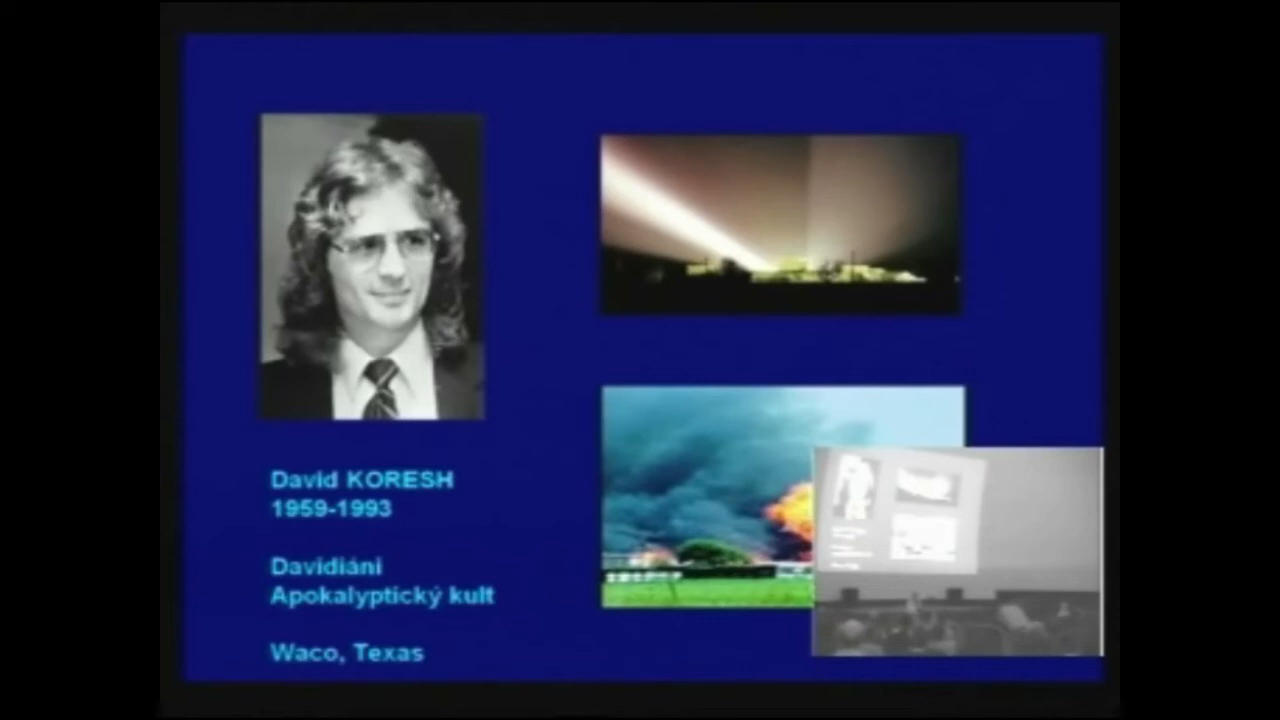 David KORESH
1959-1993
Davidiáni
Apokalyptický kult
Waco, Texas